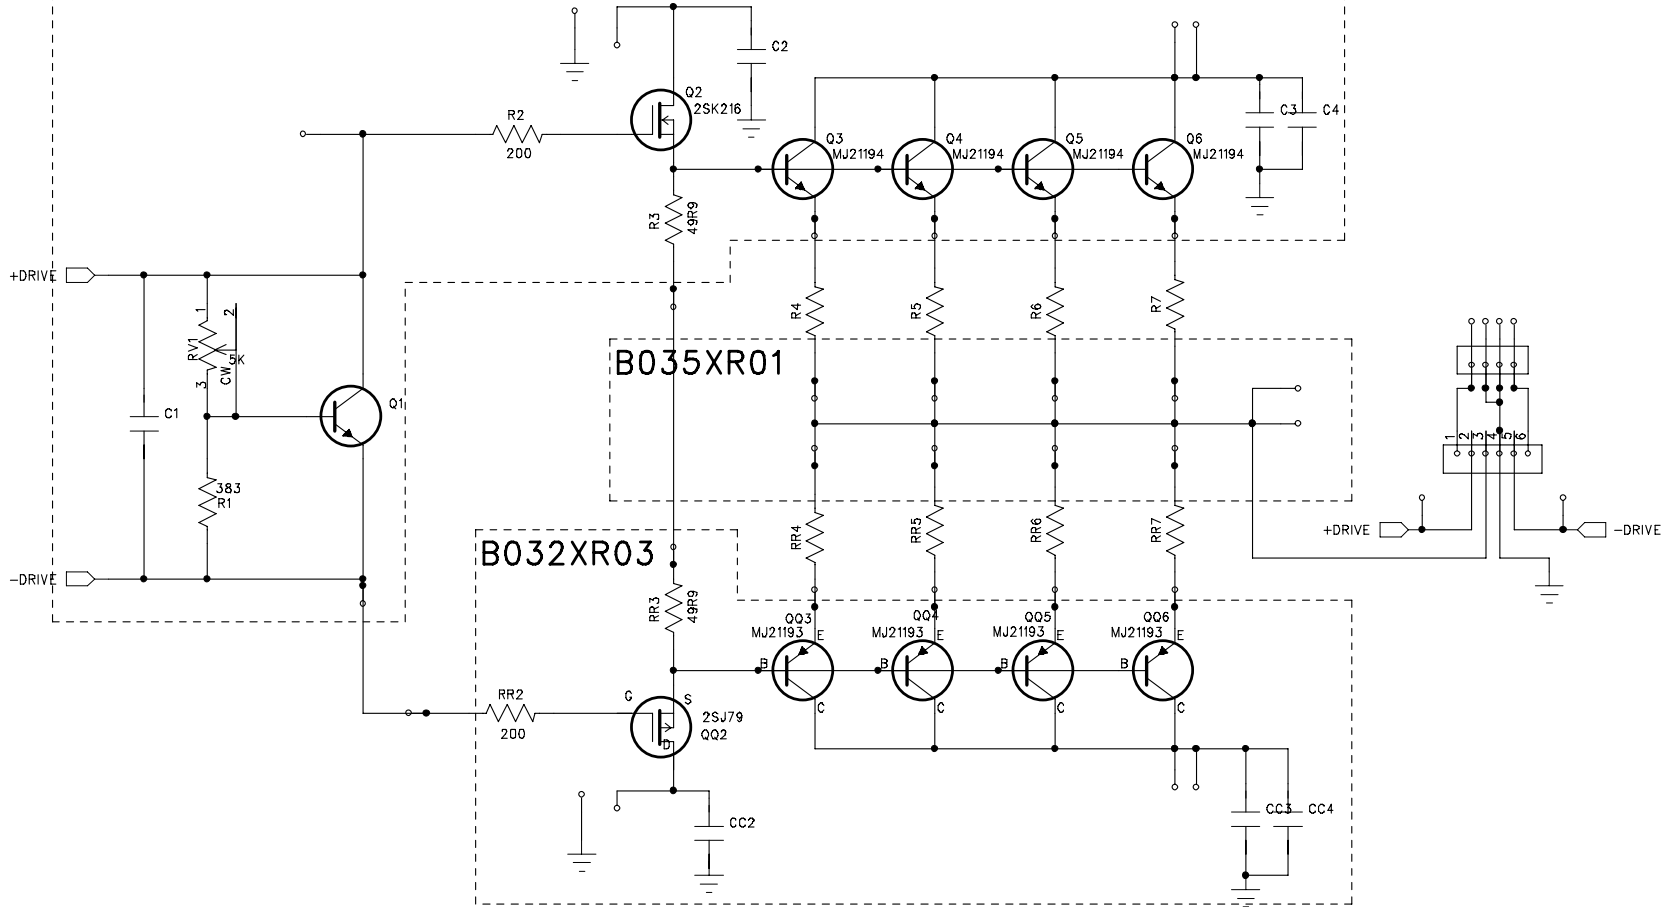 C2
Q2
2SK216
R2
200
C3
C4
Q3
MJ21194
Q4
MJ21194
Q5
MJ21194
Q6
MJ21194
R3
49R9
+DRIVE
1
2
RV1
5K
CW
3
R4
R5
R6
R7
B035XR01
C1
Q1
383
R1
1
2
3
4
5
6
+DRIVE
-DRIVE
RR4
RR5
RR6
RR7
B032XR03
-DRIVE
RR3
49R9
QQ3
MJ21193
E
B
C
QQ4
MJ21193
E
B
C
QQ5
MJ21193
E
B
C
QQ6
MJ21193
E
B
C
RR2
200
G
S
D
2SJ79
QQ2
CC2
CC3
CC4